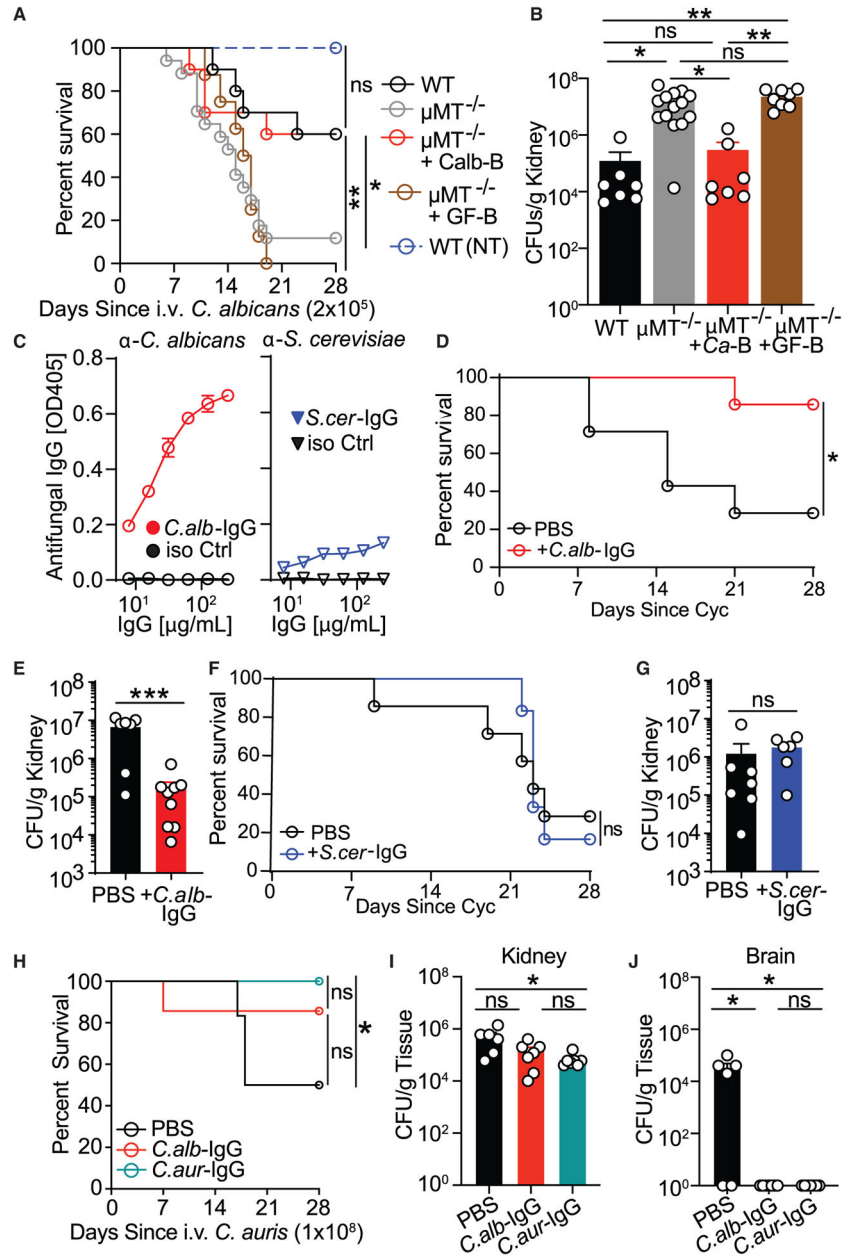 A
100
80
60
40
20
0
Percent survival
0 7 14 21 28
Days Since i.v. C. albicans (2x10⁵)
ns
**
*
WT
μMT-/-
μMT-/-
+ Calb-B
μMT-/-
+ GF-B
WT (NT)
B
**
ns **
* ns
*
10⁸
10⁶
10⁴
10²
10⁰
CFUs/g Kidney
WT μMT-/- μMT-/- μMT-/-
+Ca-B +GF-B
C
α-C. albicans α-S. cerevisiae
0.8
0.6
0.4
0.2
0.0
Antifungal IgG [OD405]
C.alb-IgG
iso Ctrl
S.cer-IgG
iso Ctrl
10¹ 10² 10¹ 10²
IgG [μg/mL] IgG [μg/mL]
D
100
80
60
40
20
0
Percent survival
PBS
+C.alb-IgG
*
0 7 14 21 28
Days Since Cyc
E
***
10⁸
10⁷
10⁶
10⁵
10⁴
10³
CFU/g Kidney
PBS +C.alb-
IgG
F
100
80
60
40
20
0
Percent survival
PBS
+S.cer-IgG
ns
0 7 14 21 28
Days Since Cyc
G
ns
10⁸
10⁷
10⁶
10⁵
10⁴
10³
CFU/g Kidney
PBS +S.cer-
IgG
H
100
80
60
40
20
0
Percent Survival
ns
ns
*
PBS
C.alb-IgG
C.aur-IgG
0 7 14 21 28
Days Since i.v. C. auris (1x10⁸)
I
Kidney
*
ns ns
10⁸
10⁶
10⁴
10²
10⁰
CFU/g Tissue
PBS
C.alb-IgG
C.aur-IgG
J
Brain
*
* ns
10⁸
10⁶
10⁴
10²
10⁰
CFU/g Tissue
PBS
C.alb-IgG
C.aur-IgG